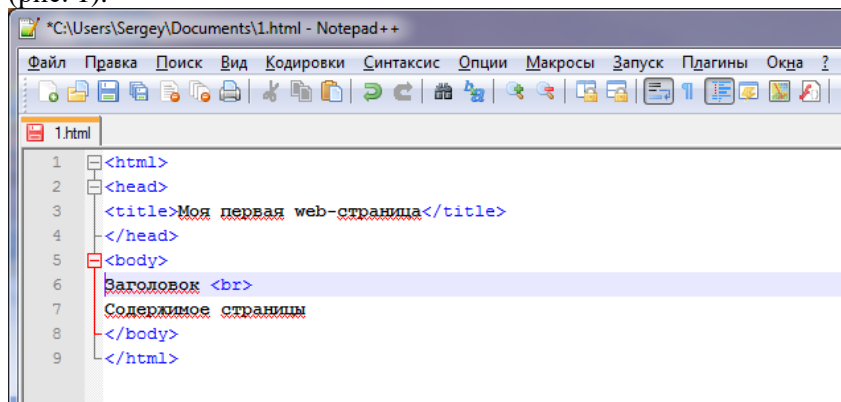 (рис. 1).
*C:\Users\Sergey\Documents\1.html - Notepad++
Файл Правка Поиск Вид Кодировки Синтаксис Опции Макросы Запуск Плагины Окна ?
1.html
1 <html>
2 <head>
3 <title>Моя первая web-страница</title>
4 </head>
5 <body>
6 Заголовок <br>
7 Содержимое страницы
8 </body>
9 </html>